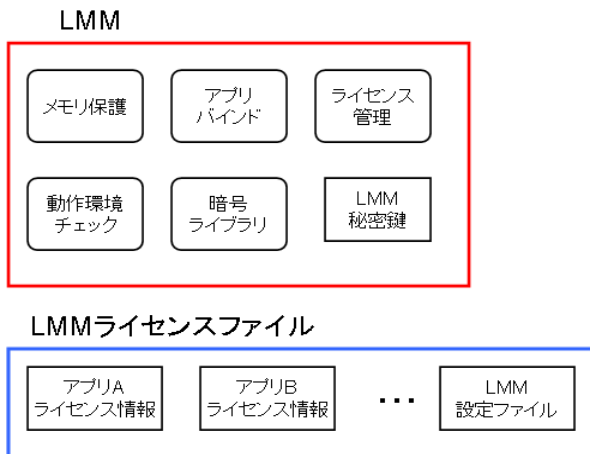 LMM
メモリ保護
アプリ
バインド
ライセンス
管理
動作環境
チェック
暗号
ライブラリ
LMM
秘密鍵
LMMライセンスファイル
アプリA
ライセンス情報
アプリB
ライセンス情報
...
LMM
設定ファイル